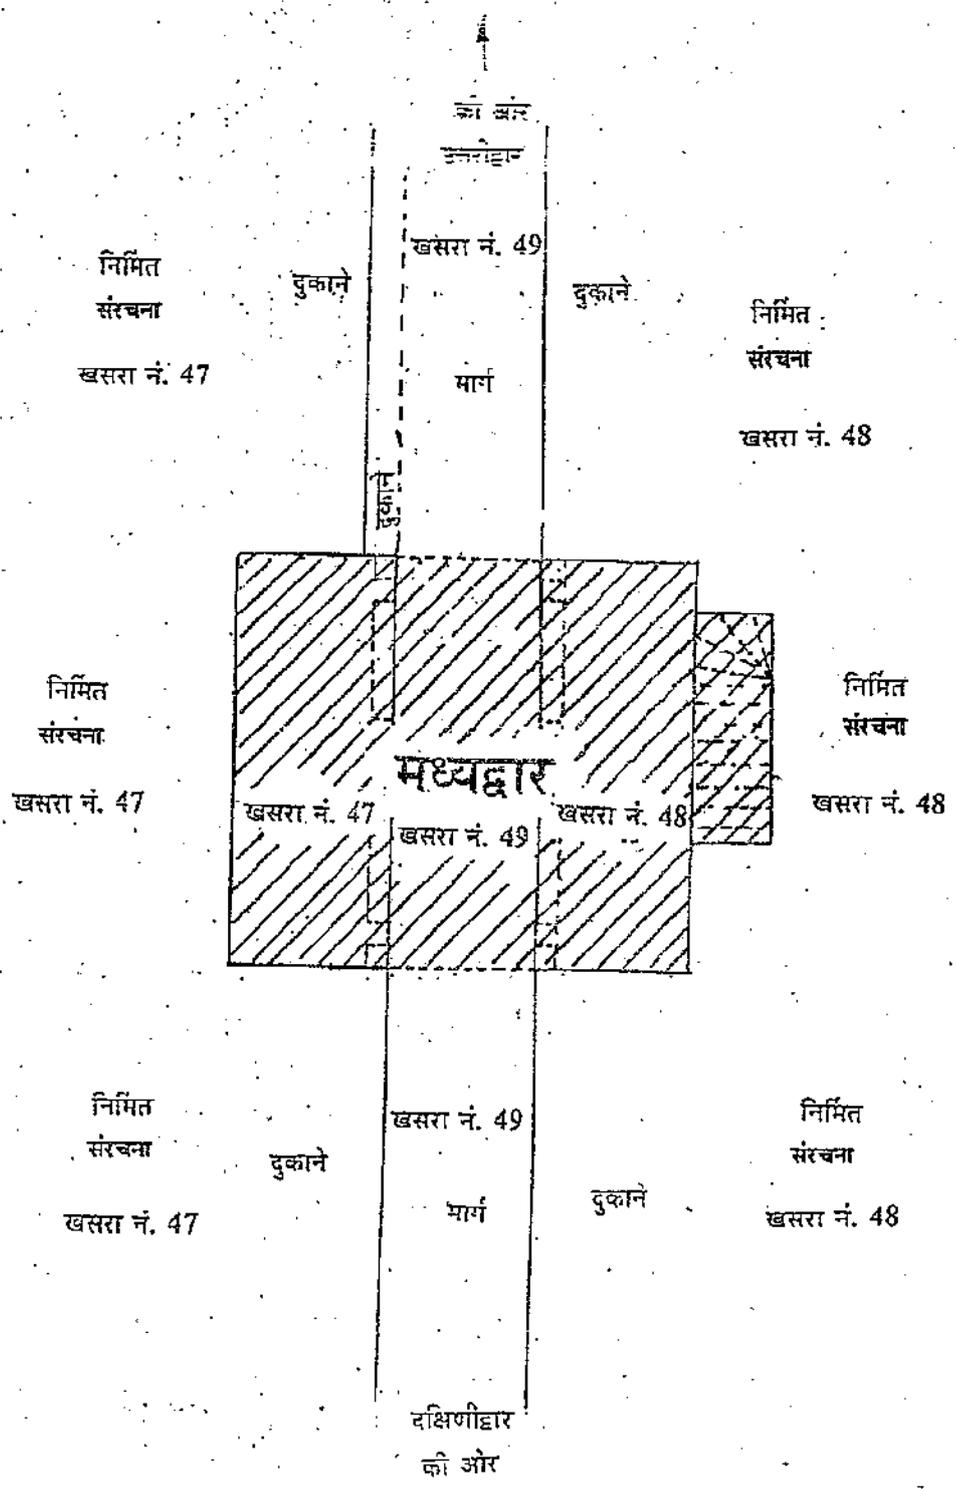 की ओर
उत्तरीद्वार
खसरा नं. 49
निर्मित
संरचना
खसरा नं. 47
दुकाने
दुकाने
निर्मित
संरचना
खसरा नं. 48
मार्ग
दुकाने
निर्मित
संरचना
खसरा नं. 47
निर्मित
संरचना
खसरा नं. 48
मध्यद्वार
खसरा नं. 47
खसरा नं. 49
खसरा नं. 48
निर्मित
संरचना
खसरा नं. 47
दुकाने
खसरा नं. 49
मार्ग
दुकाने
निर्मित
संरचना
खसरा नं. 48
दक्षिणीद्वार
की ओर